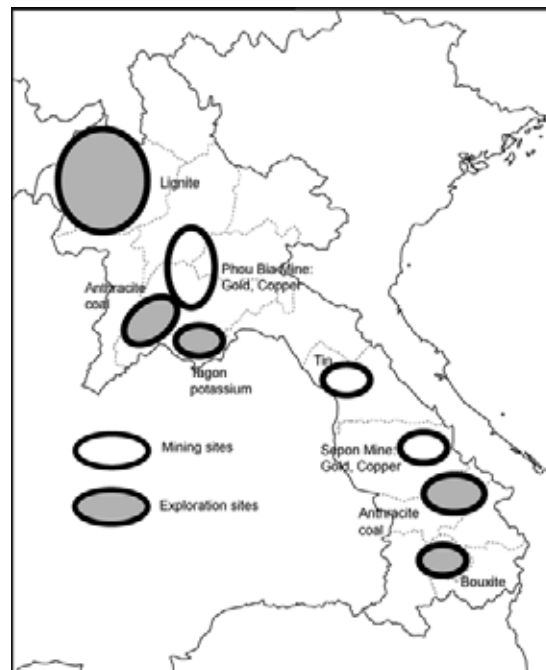 Lignite
Phou Bia Mine:
Gold, Copper
Anthracite
coal
potassium
Tin
Mining sites
Sepon Mine:
Gold, Copper
Exploration sites
Anthracite
coal
Bouxite